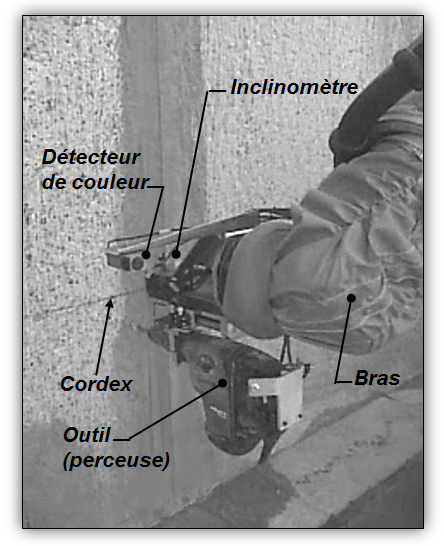 Inclinomètre
Détecteur
de couleur
Cordex
Bras
Outil
(perceuse)